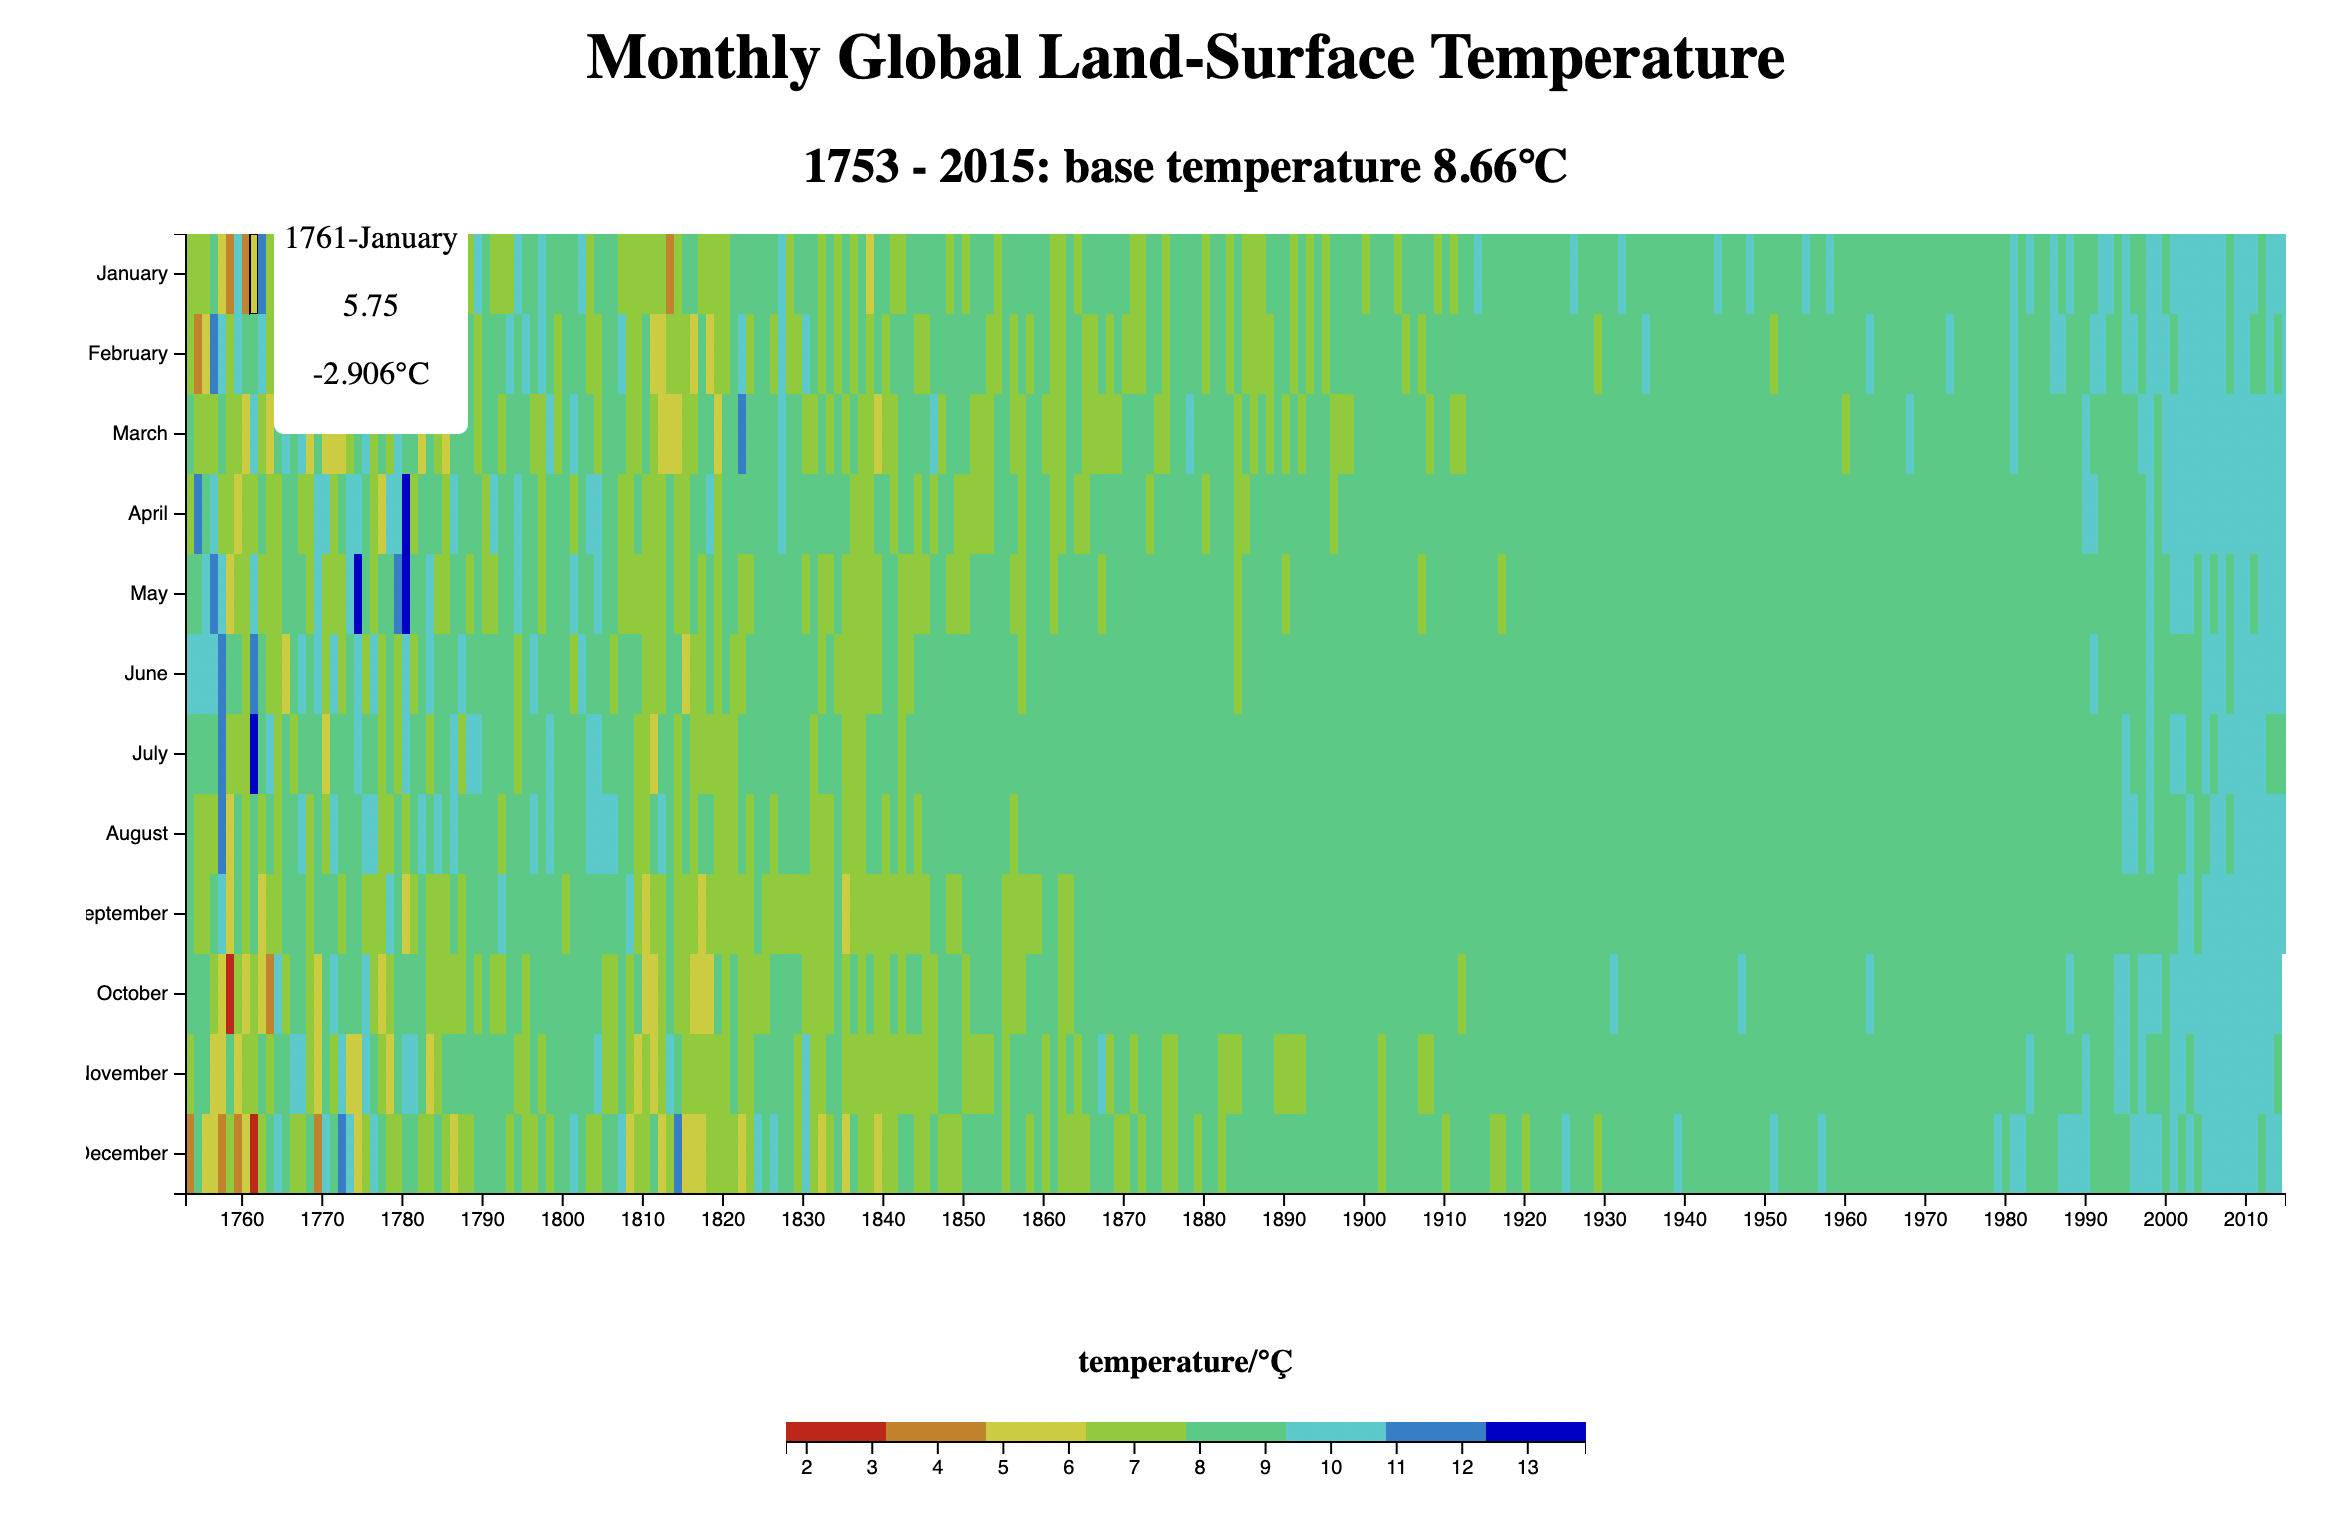 Monthly Global Land-Surface Temperature
1753 - 2015: base temperature 8.66℃
1761-January
5.75
-2.906°C
January
February
March
April
May
June
July
August
eptember
October
November
December
1760 1770 1780 1790 1800 1810 1820 1830 1840 1850 1860 1870 1880 1890 1900 1910 1920 1930 1940 1950 1960 1970 1980 1990 2000 2010
temperature/°Ç
2 3 4 5 6 7 8 9 10 11 12 13